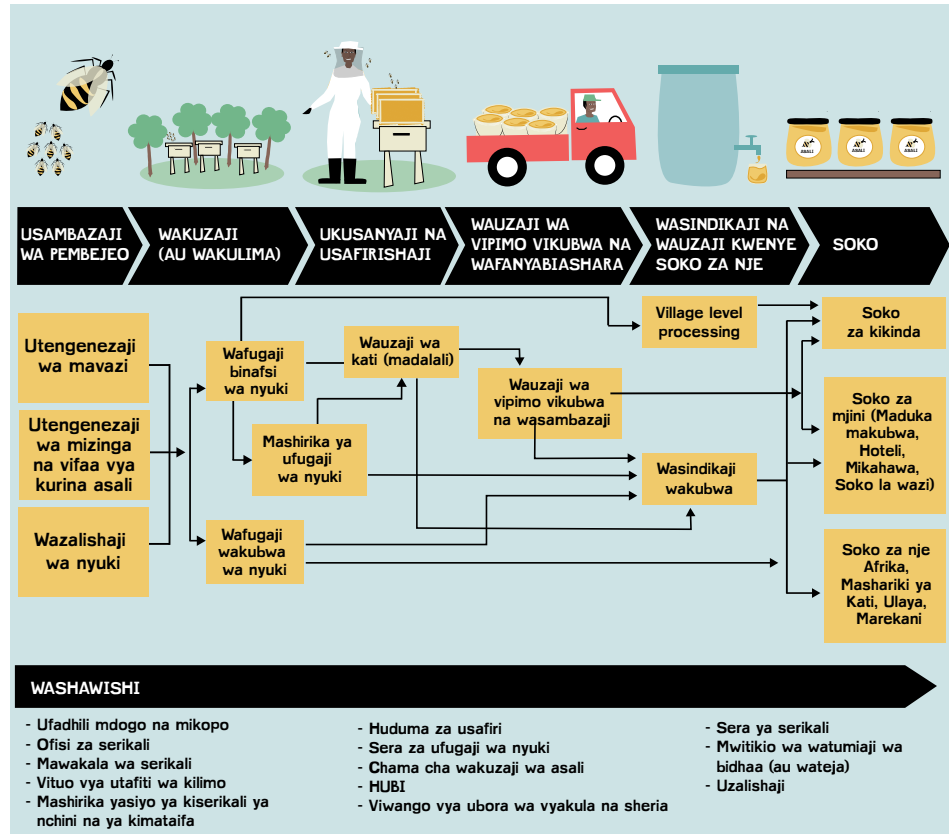 ASALI
ASALI
ASALI
USAMBAZAJI
WA PEMBEJEO
WAKUZAJI
(AU WAKULIMA)
UKUSANYAJI NA
USAFIRISHAJI
WAUZAJI WA
VIPIMO VIKUBWA NA
WAFANYABIASHARA
WASINDIKAJI NA
WAUZAJI KWENYE
SOKO ZA NJE
SOKO
Utengenezaji
wa mavazi
Utengenezaji
wa mizinga
na vifaa vya
kurina asali
Wazalishaji
wa nyuki
Wafugaji
binafsi
wa nyuki
Mashirika ya
ufugaji
wa nyuki
Wafugaji
wakubwa
wa nyuki
Wauzaji wa
kati (madalali)
Wauzaji wa
vipimo vikubwa
na wasambazaji
Village level
processing
Wasindikaji
wakubwa
Soko
za kikinda
Soko za
mjini (Maduka
makubwa,
Hoteli,
Mikahawa,
Soko la wazi)
Soko za nje
Afrika,
Mashariki ya
Kati, Ulaya,
Marekani
WASHAWISHI
- Ufadhili mdogo na mikopo
- Ofisi za serikali
- Mawakala wa serikali
- Vituo vya utafiti wa kilimo
- Mashirika yasiyo ya kiserikali ya
nchini na ya kimataifa
- Huduma za usafiri
- Sera za ufugaji wa nyuki
- Chama cha wakuzaji wa asali
- HUBI
- Viwango vya ubora wa vyakula na sheria
- Sera ya serikali
- Mwitikio wa watumiaji wa
bidhaa (au wateja)
- Uzalishaji